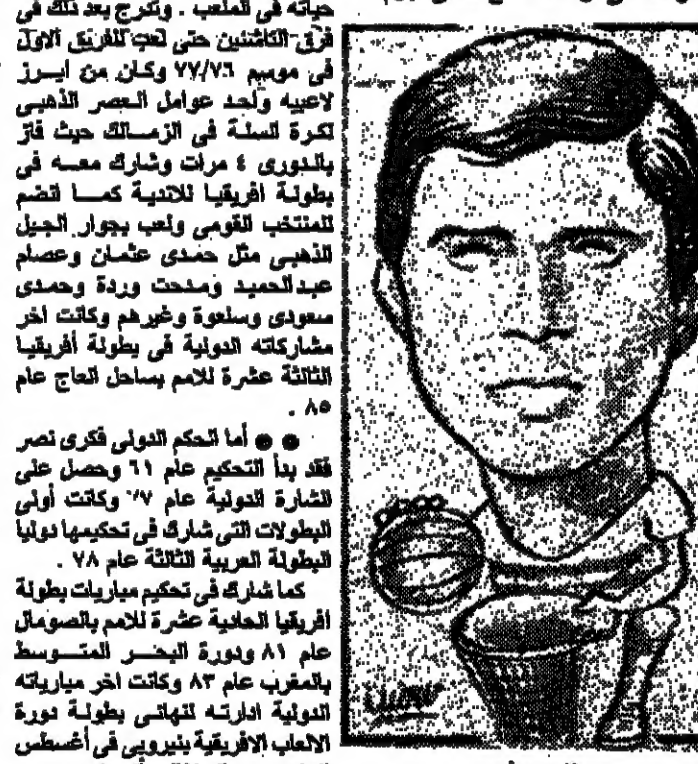 حياته فى الملعب . وتدرج بعد ذلك فى
فرق الناشئين حتى لعب للفريق الاول
فى موسم ٧٧/٧٦ وكان من ابرز
لاعبيه واحد عوامل العصر الذهبى
لكرة السلة فى الزمالك حيث فاز
بالدورى ٤ مرات وشارك معه فى
بطولة افريقيا للاندية كما انضم
للمنتخب القومى ولعب بجوار الجيل
الذهبى مثل حمدى عثمان وعصام
عبدالحميد ومدحت وردة وحمدى
سعودى وسلعوة وغيرهم وكانت اخر
مشاركاته الدولية فى بطولة أفريقيا
الثالثة عشرة للامم بساحل العاج عام
٨٥ .
● ● أما الحكم الدولى فكرى نصر
فقد بدأ التحكيم عام ٦١ وحصل على
الشارة الدولية عام وكانت أولى
البطولات التى شارك فى تحكيمها دوليا
البطولة العربية الثالثة عام ٧٨ .
كما شارك فى تحكيم مباريات بطولة
افريقيا الحادية عشرة للامم بالصومال
عام ٨١ ودورة البحر المتوسط
بالمغرب عام ٨٣ وكانت اخر مبارياته
الدولية ادارته لنهائى بطولة دورة
الالعاب الافريقية بنيروبى فى أغسطس